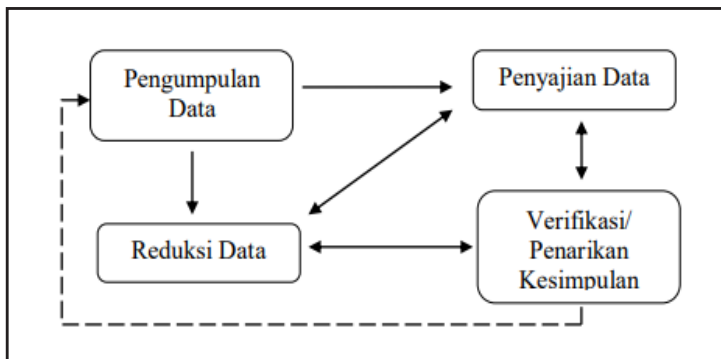 Pengumpulan
Data
Penyajian Data
Reduksi Data
Verifikasi/
Penarikan
Kesimpulan